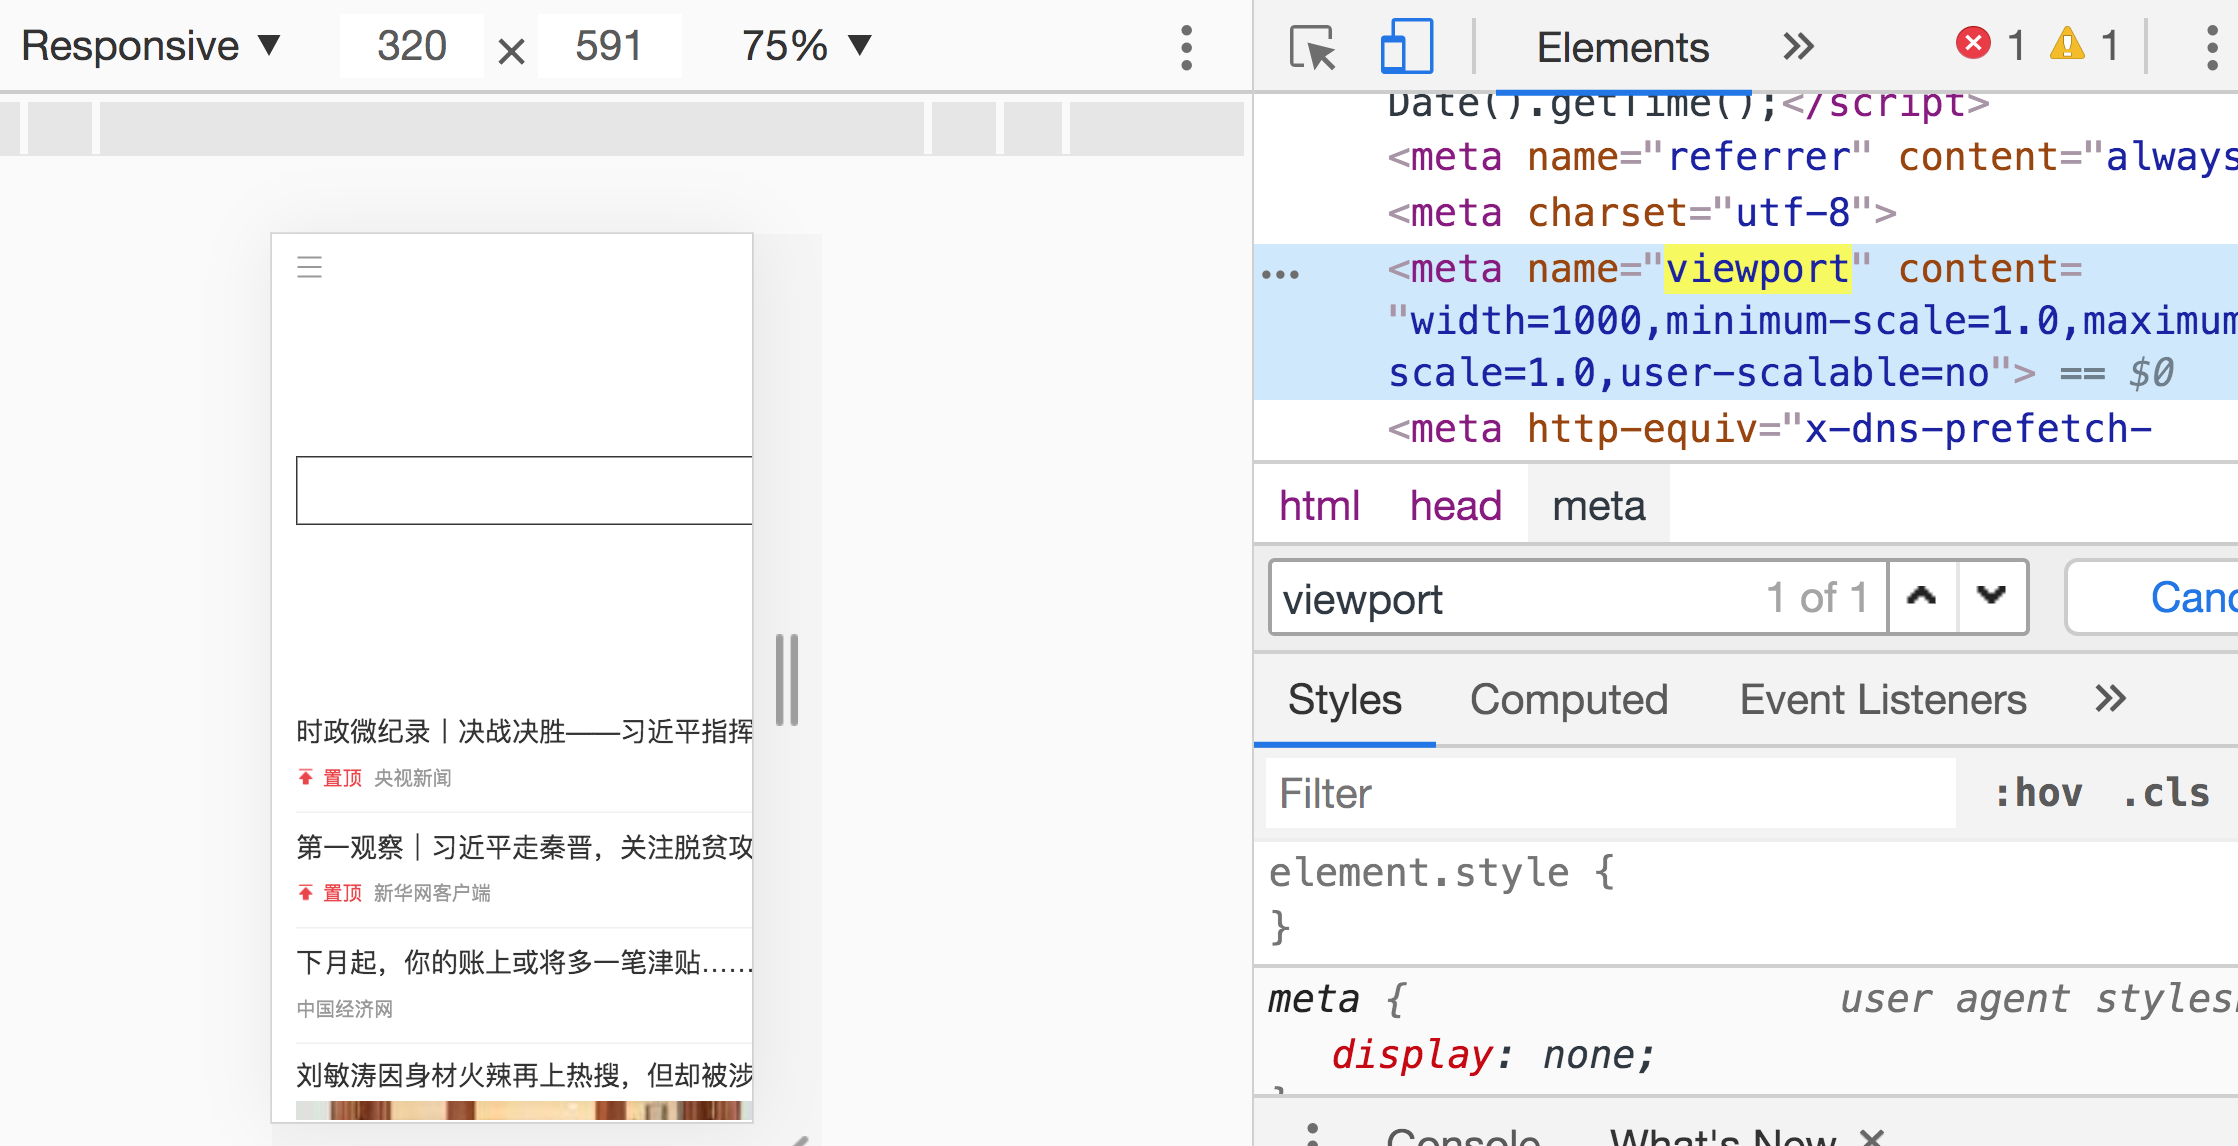 Responsive ▼ 320 × 591 75% ▼
Elements » 1 1
Date().getTime();</script>
<meta name="referrer" content="always
<meta charset="utf-8">
<meta name="viewport" content=
"width=1000,minimum-scale=1.0,maximum
scale=1.0,user-scalable=no"> == $0
<meta http-equiv="x-dns-prefetch-
html head meta
viewport 1 of 1 Canc
Styles Computed Event Listeners »
Filter :hov .cls
element.style {
}
meta { user agent styles
display: none;
}
Console What's New ×
时政微纪录丨决战决胜——习近平指挥
置顶 央视新闻
第一观察｜习近平走秦晋，关注脱贫攻
置顶 新华网客户端
下月起，你的账上或将多一笔津贴……
中国经济网
刘敏涛因身材火辣再上热搜，但却被涉